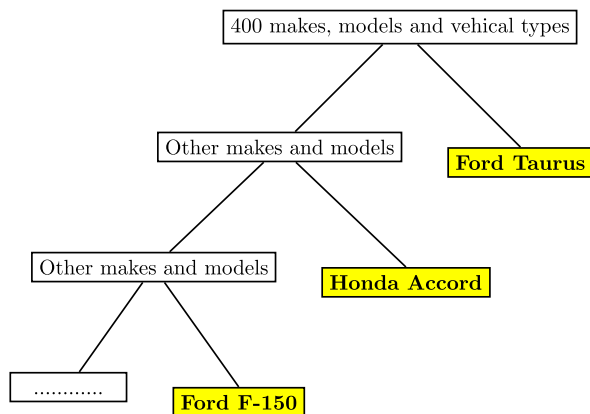 400 makes, models and vehical types
Other makes and models
Ford Taurus
Other makes and models
Honda Accord
............
Ford F-150